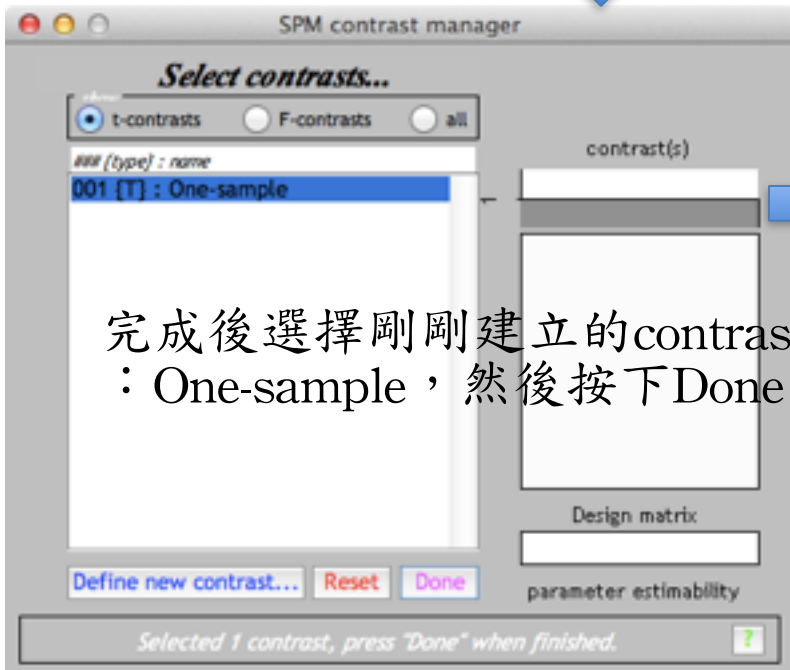 SPM contrast manager
Select contrasts...
show
t-contrasts F-contrasts all
### {type} : name
001 {T} : One-sample
contrast(s)
1
完成後選擇剛剛建立的contras
：One-sample，然後按下Done
Design matrix
Define new contrast... Reset Done
parameter estimability
Selected 1 contrast, press "Done" when finished.
?